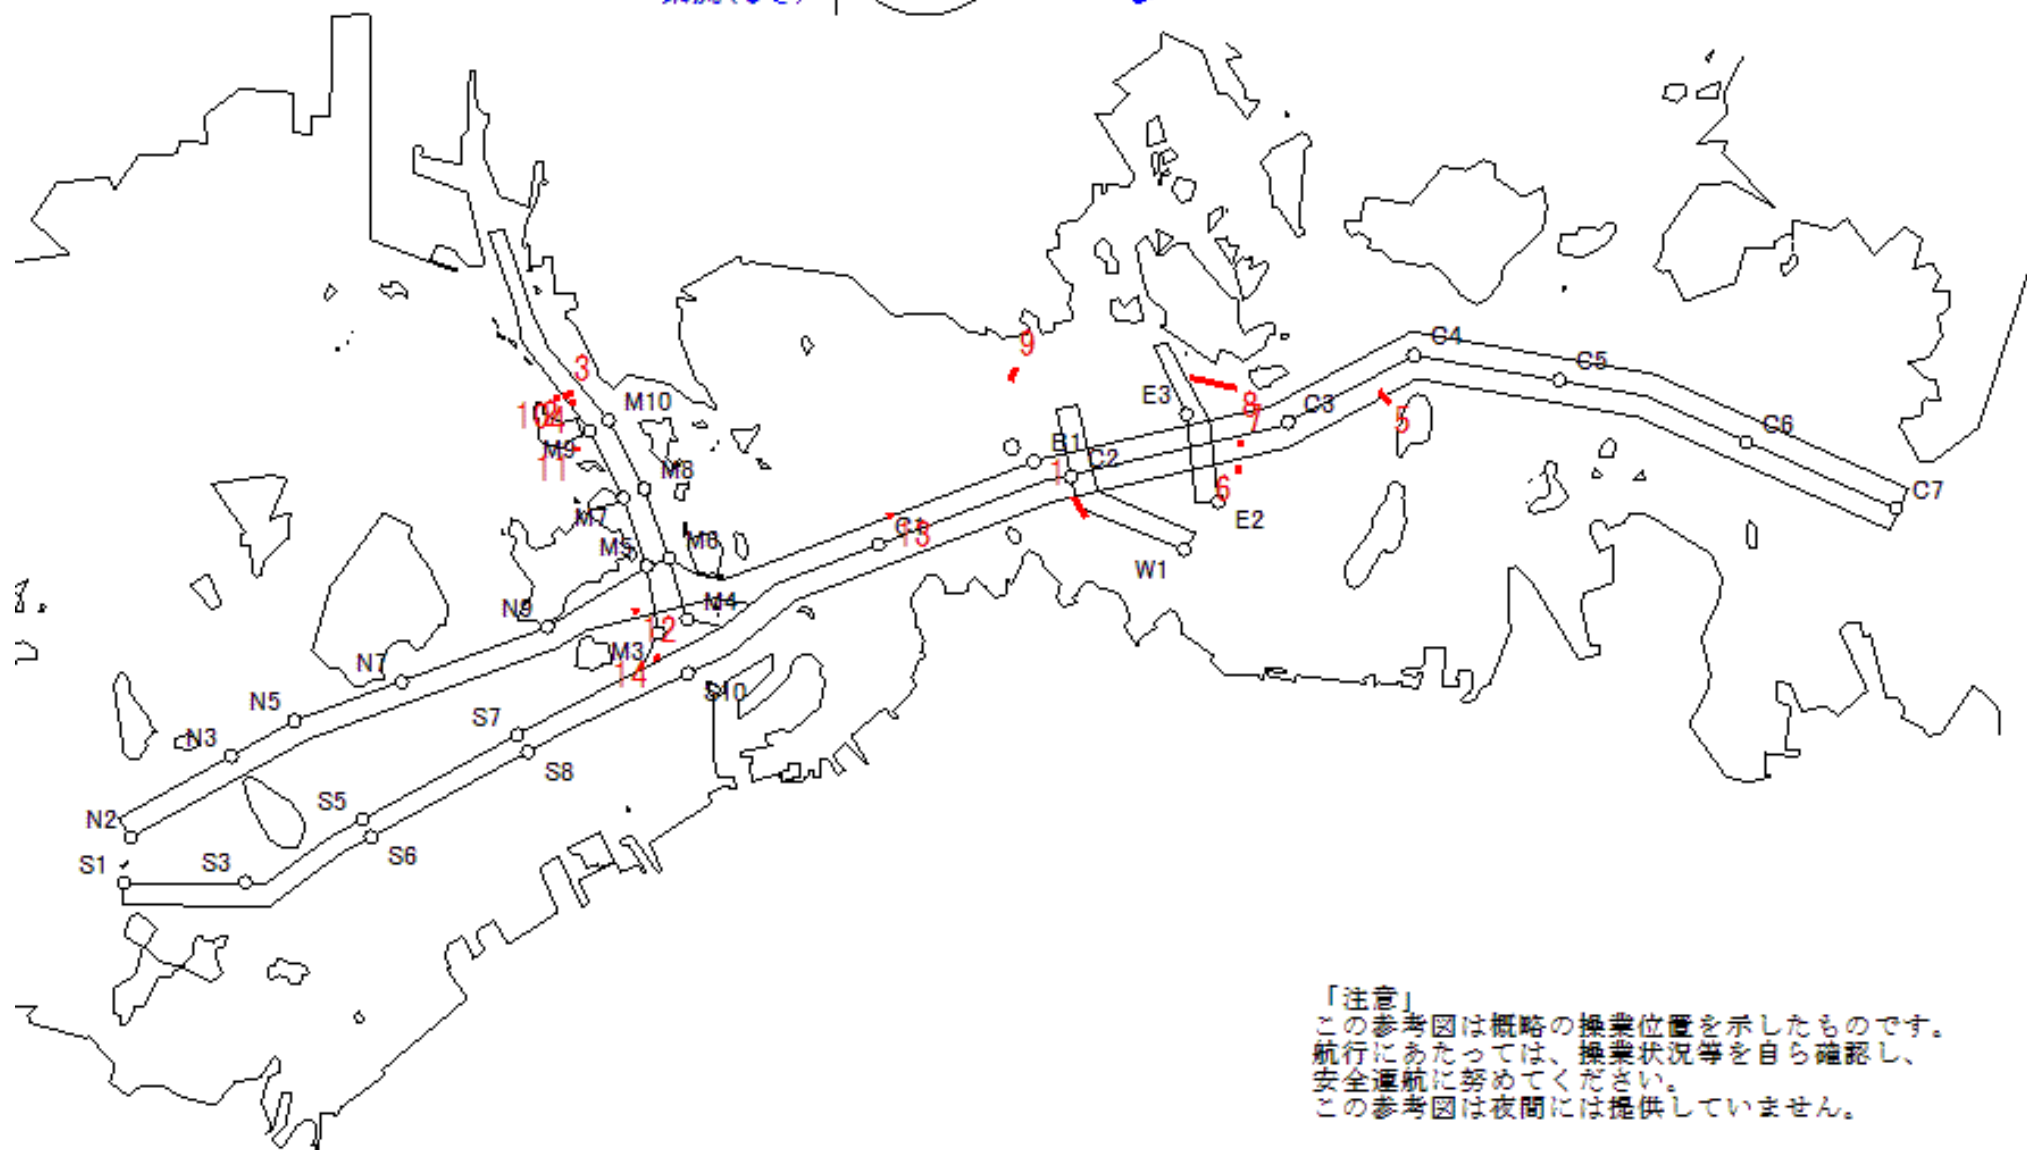 9
C4
3
C5
M10
E3
8
C3
7
5
C6
M9
11
B1
1
C2
M8
6
C7
E2
M7
13
M5
M6
W1
N9
M4
12
M3
14
N7
S10
N5
S7
N3
S8
S5
N2
S6
S1
S3
「注意」
この参考図は概略の操業位置を示したものです。
航行にあたっては、操業状況等を自ら確認し、
安全運航に努めてください。
この参考図は夜間には提供していません。